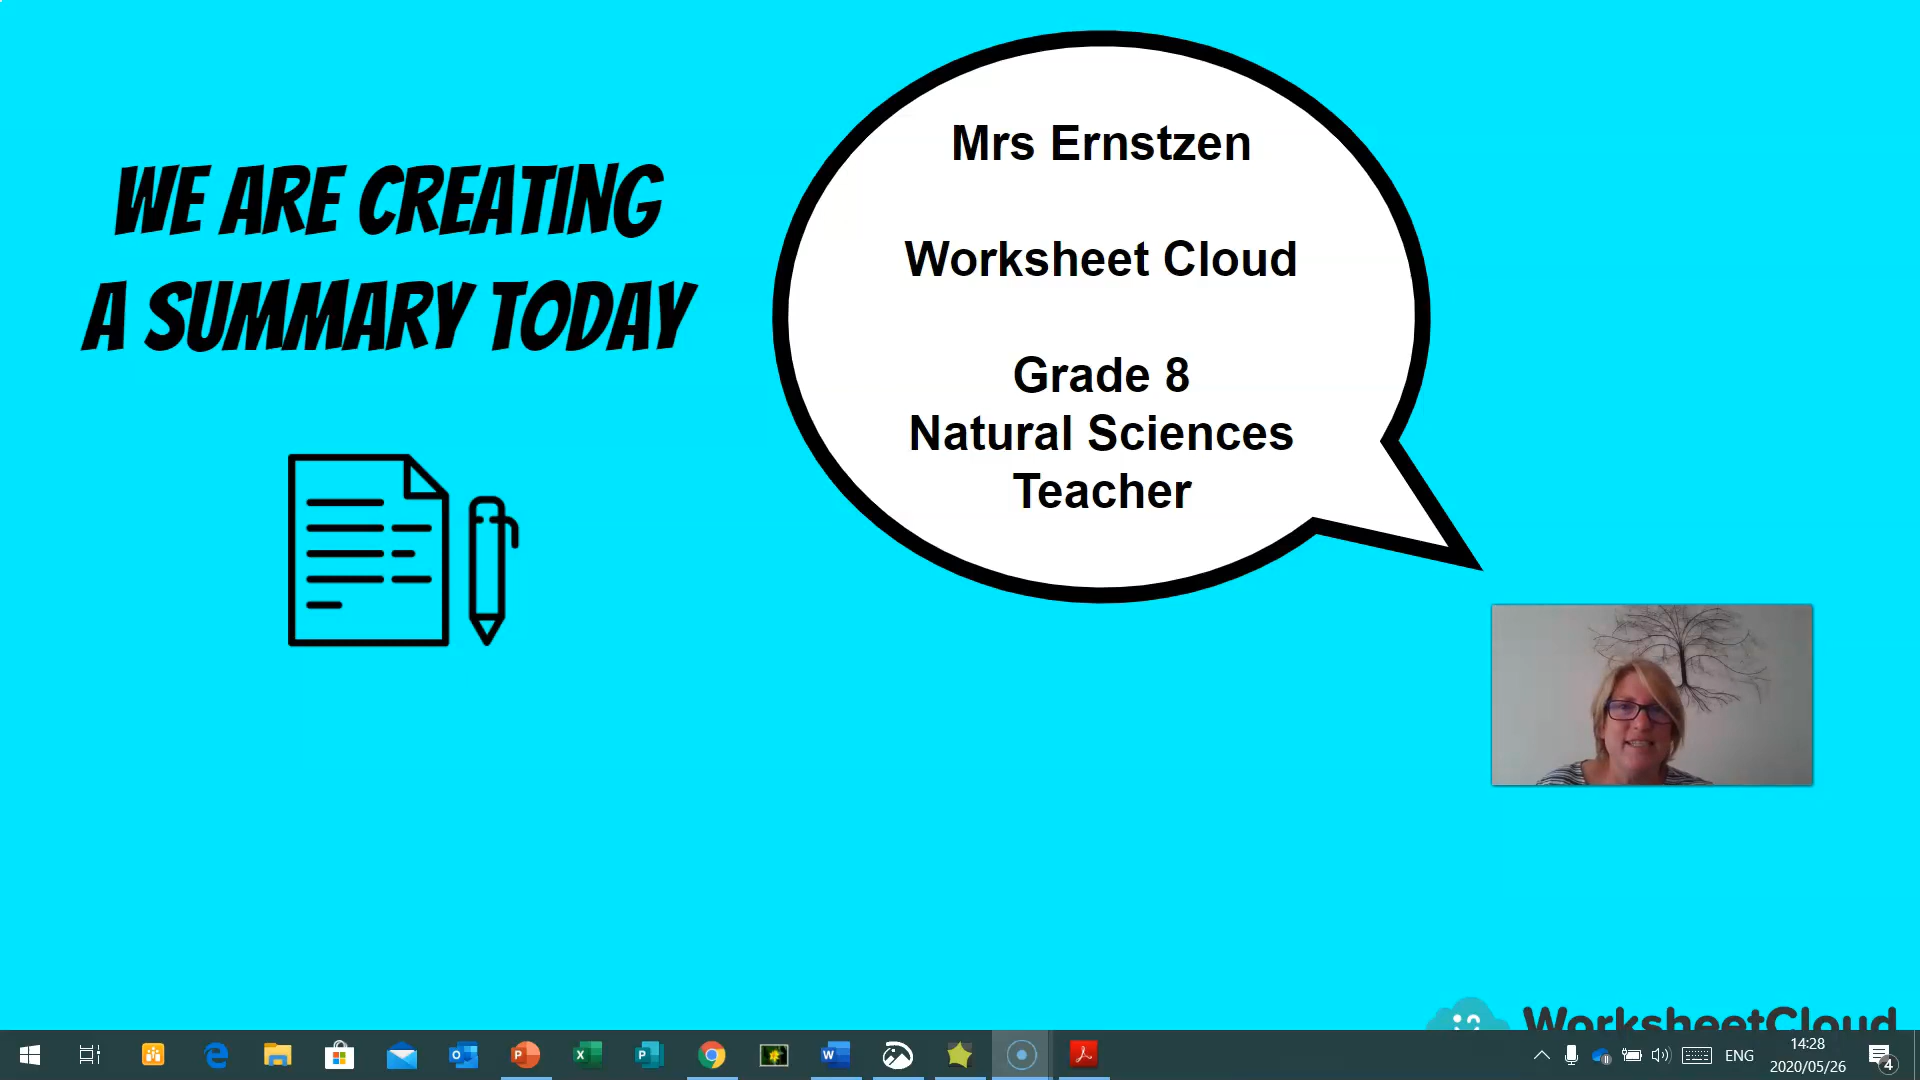 WE ARE CREATING
A SUMMARY TODAY
Mrs Ernstzen
Worksheet Cloud
Grade 8
Natural Sciences
Teacher
WorksheetCloud
ENG
14:28
2020/05/26
4